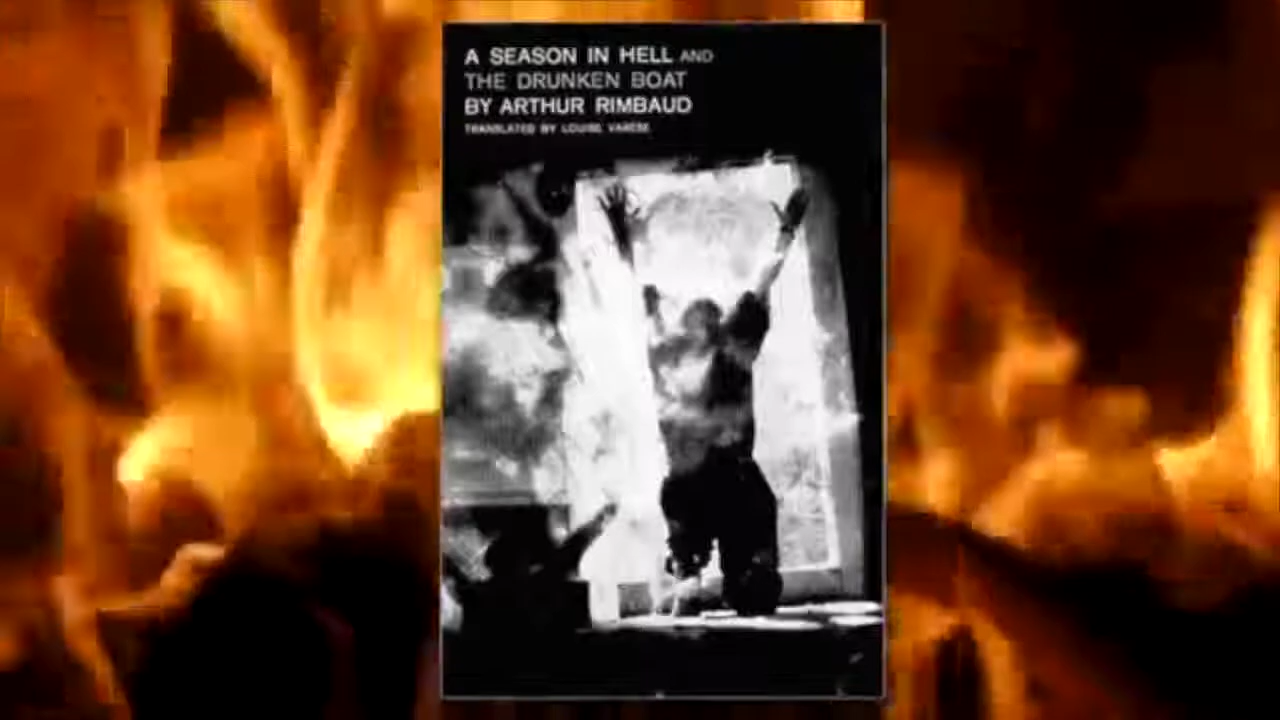 A SEASON IN HELL AND
THE DRUNKEN BOAT
BY ARTHUR RIMBAUD
TRANSLATED BY LOUISE VARÈSE